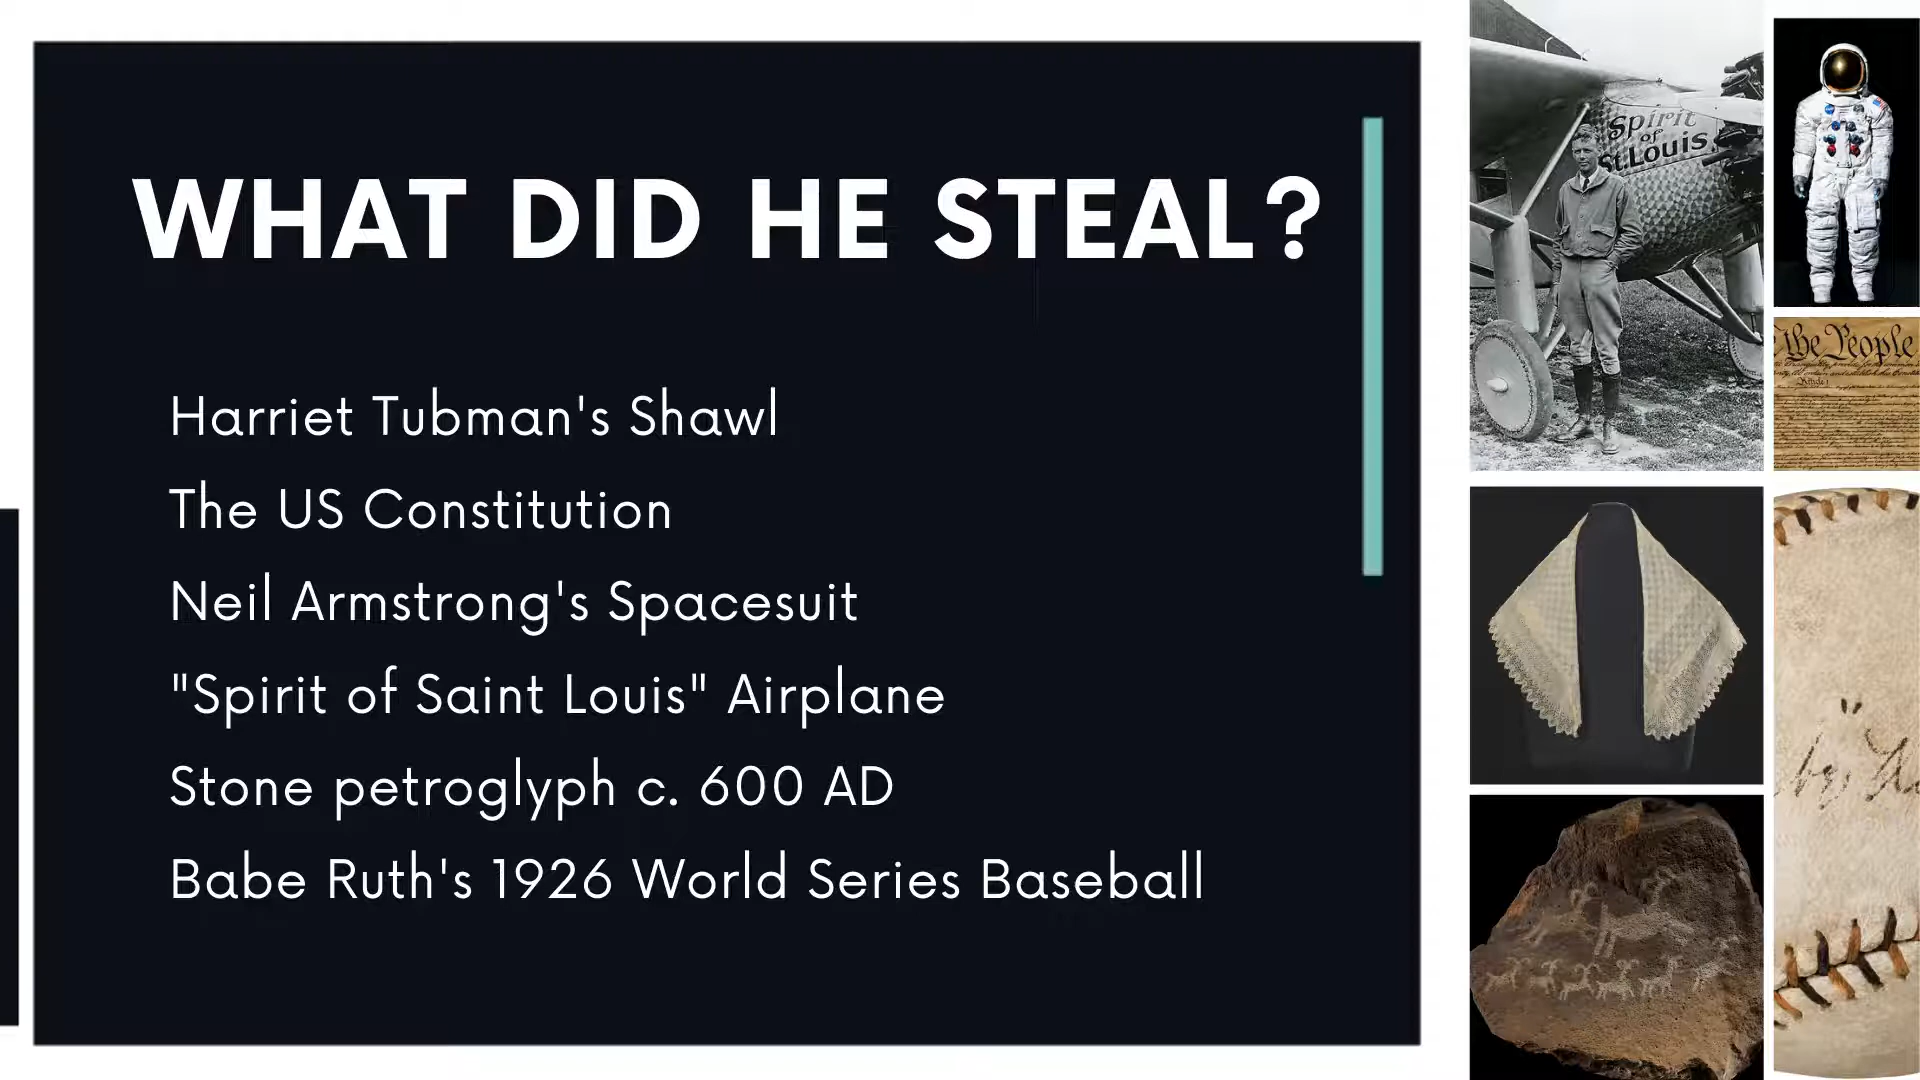 WHAT DID HE STEAL?
Harriet Tubman's Shawl
The US Constitution
Neil Armstrong's Spacesuit
"Spirit of Saint Louis" Airplane
Stone petroglyph c. 600 AD
Babe Ruth's 1926 World Series Baseball
Spirit
of
St. Louis
the People